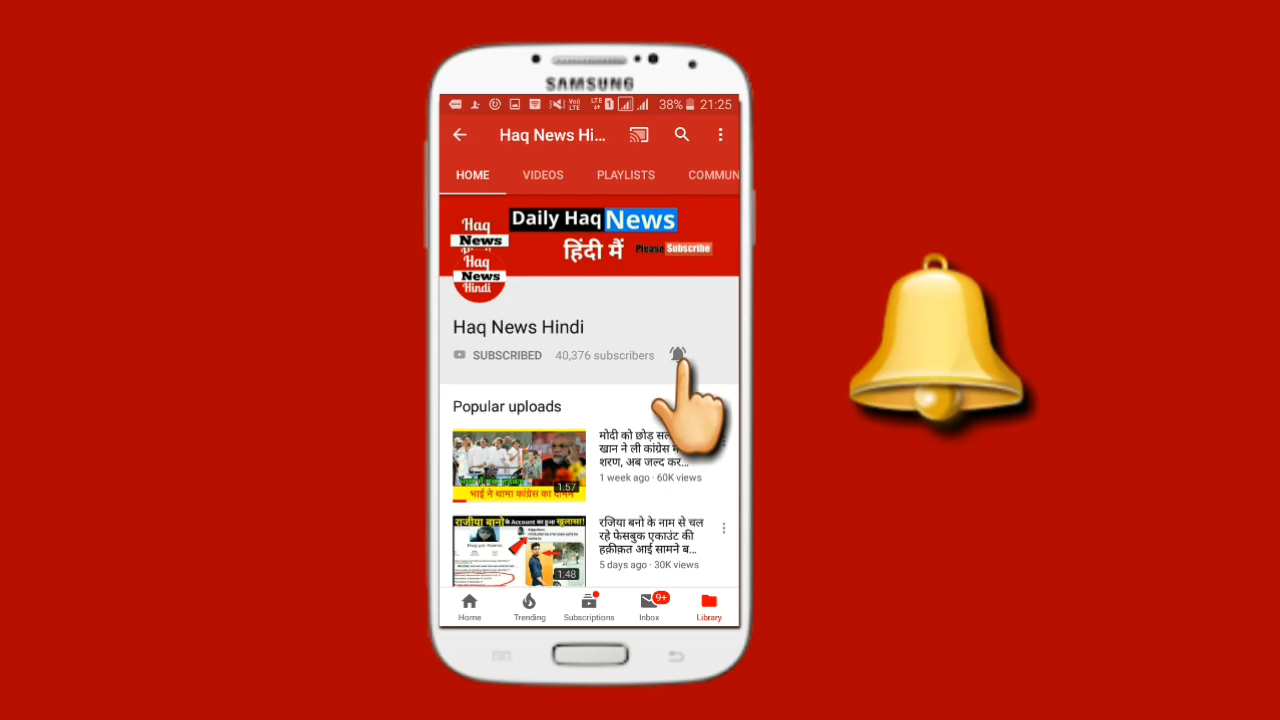 SAMSUNG
38% 21:25
Haq News Hi...
HOME VIDEOS PLAYLISTS COMMUN
Haq
News
Daily Haq News
हिंदी मैं Please Subscribe
Haq
News
Hindi
Haq News Hindi
SUBSCRIBED 40,376 subscribers
Popular uploads
मोदी को छोड़
खान ने ली कांग्रेस
शरण, अब जल्द कर...
1 week ago · 60K views
1:57
भाई ने थामा कांग्रेस का दामन
राजीया बानो के Account का हुआ खुलासा!
रजिया बनो के नाम से चल
रहे फेसबुक एकाउंट की
हक़ीक़त आई सामने ब...
5 days ago · 30K views
1:48
9+
Home Trending Subscriptions Inbox Library